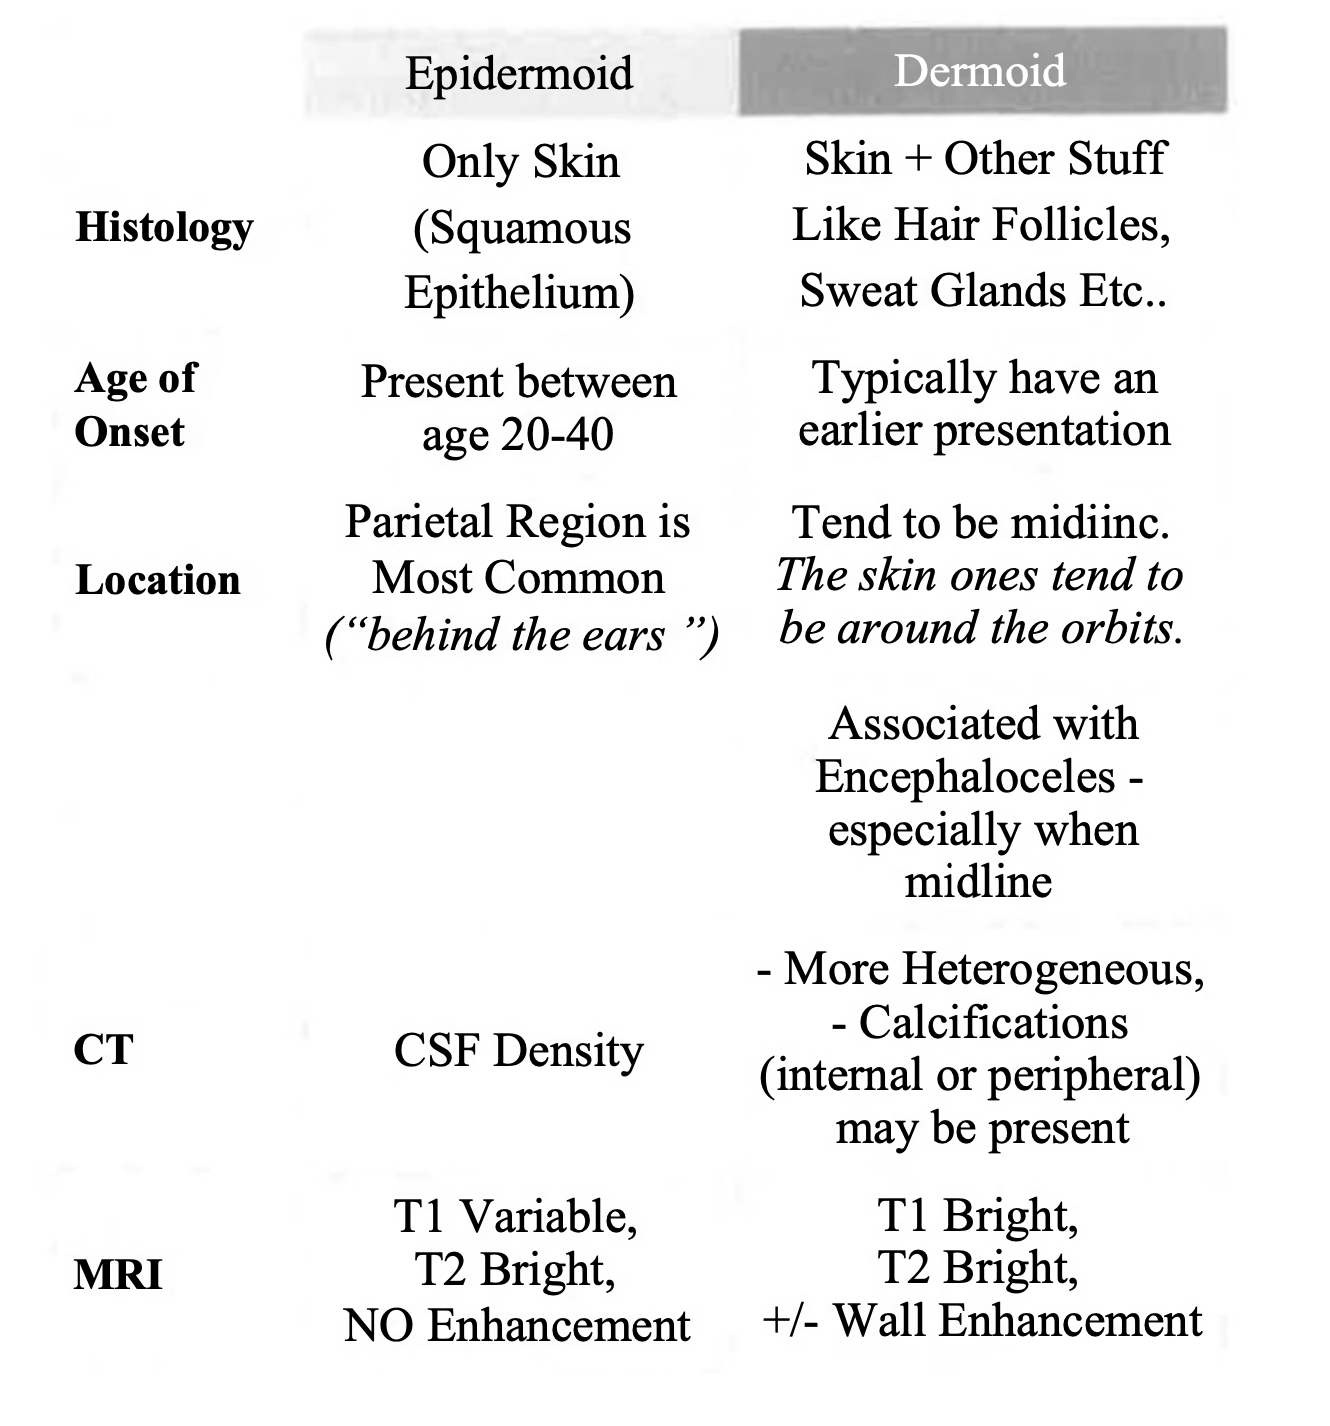 Epidermoid Dermoid
Histology
Only Skin
(Squamous
Epithelium)
Skin + Other Stuff
Like Hair Follicles,
Sweat Glands Etc..
Age of
Onset
Present between
age 20-40
Typically have an
earlier presentation
Location
Parietal Region is
Most Common
(“behind the ears ”)
Tend to be midiinc.
The skin ones tend to
be around the orbits.
Associated with
Encephaloceles -
especially when
midline
CT
CSF Density
- More Heterogeneous,
- Calcifications
(internal or peripheral)
may be present
MRI
T1 Variable,
T2 Bright,
NO Enhancement
T1 Bright,
T2 Bright,
+/- Wall Enhancement